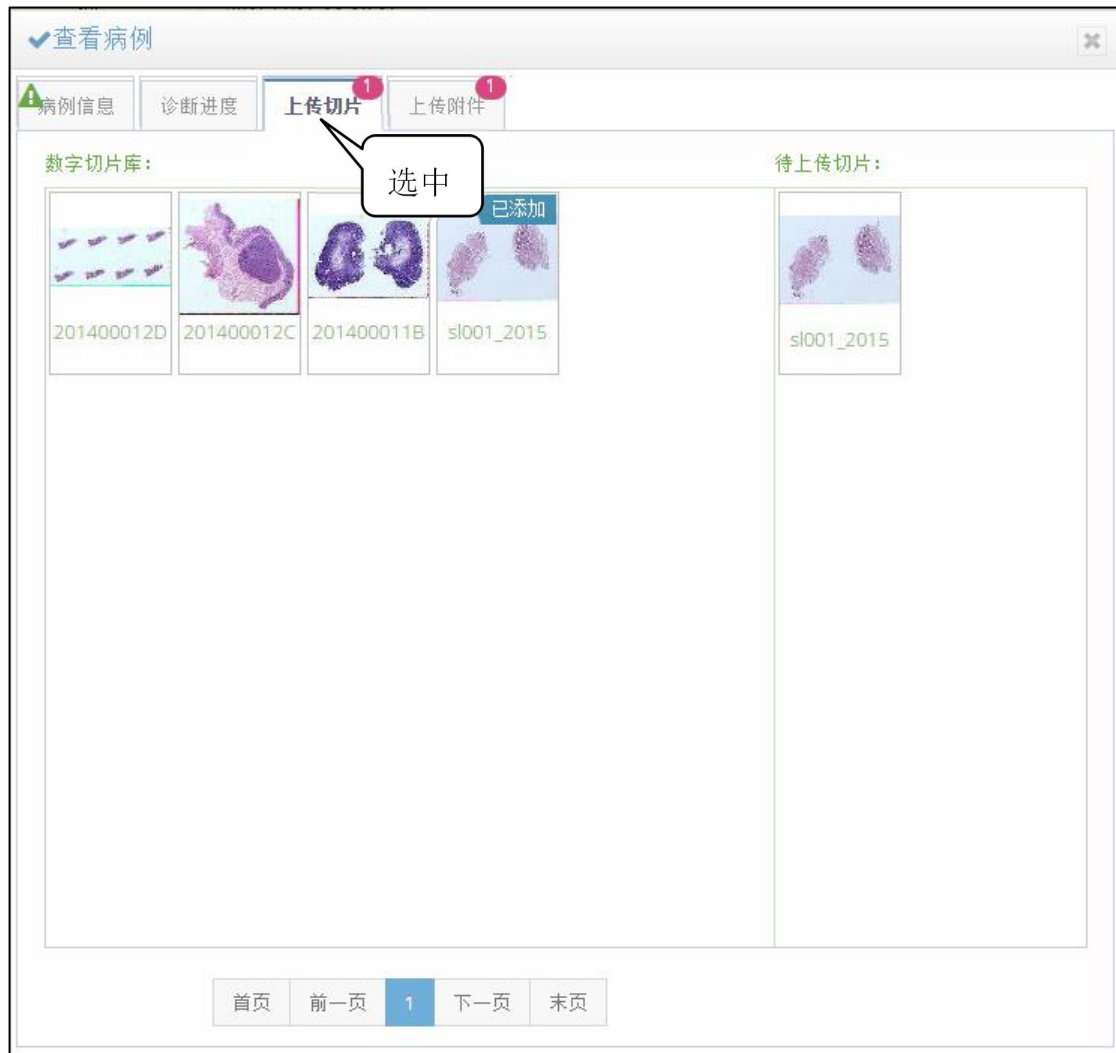 查看病例
病例信息
诊断进度
上传切片
1
上传附件
1
选中
数字切片库：
待上传切片：
已添加
201400012D
201400012C
201400011B
sl001_2015
sl001_2015
首页
前一页
1
下一页
末页